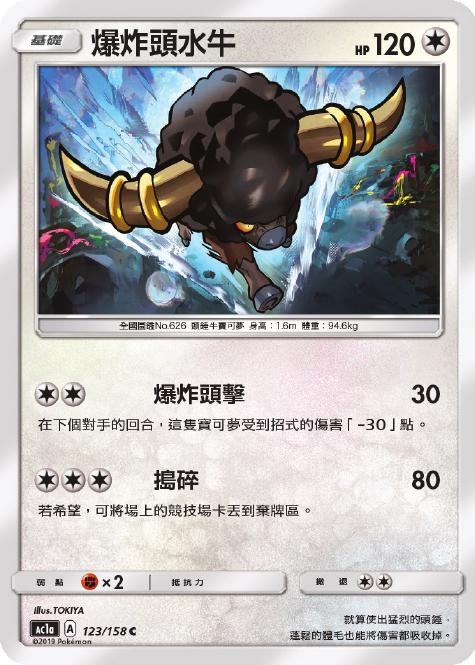 基礎 爆炸頭水牛 HP 120
全國圖鑑No.626 頭錘牛寶可夢 身高：1.6m 體重：94.6kg
爆炸頭擊 30
在下個對手的回合，這隻寶可夢受到招式的傷害「-30」點。
搗碎 80
若希望，可將場上的競技場卡丟到棄牌區。
弱點 ×2 抵抗力 撤退
Illus.TOKIYA
AC1a A 123/158 C
©2019 Pokémon
就算使出猛烈的頭錘，
蓬鬆的體毛也能將傷害都吸收掉。